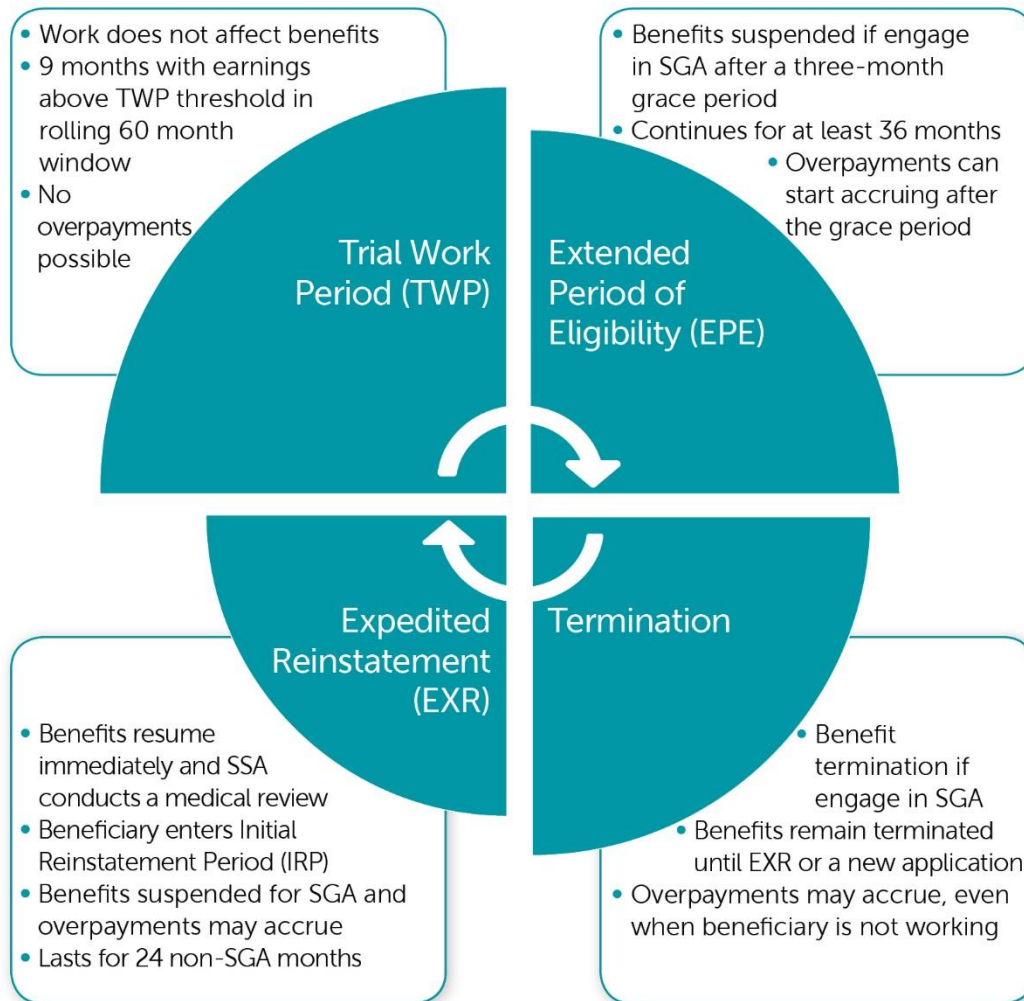 • Work does not affect benefits
• 9 months with earnings
above TWP threshold in
rolling 60 month
window
• No
overpayments
possible
Trial Work
Period (TWP)
• Benefits suspended if engage
in SGA after a three-month
grace period
• Continues for at least 36 months
• Overpayments can
start accruing after
the grace period
Extended
Period of
Eligibility (EPE)
Expedited
Reinstatement
(EXR)
• Benefits resume
immediately and SSA
conducts a medical review
• Beneficiary enters Initial
Reinstatement Period (IRP)
• Benefits suspended for SGA and
overpayments may accrue
• Lasts for 24 non-SGA months
Termination
• Benefit
termination if
engage in SGA
• Benefits remain terminated
until EXR or a new application
• Overpayments may accrue, even
when beneficiary is not working